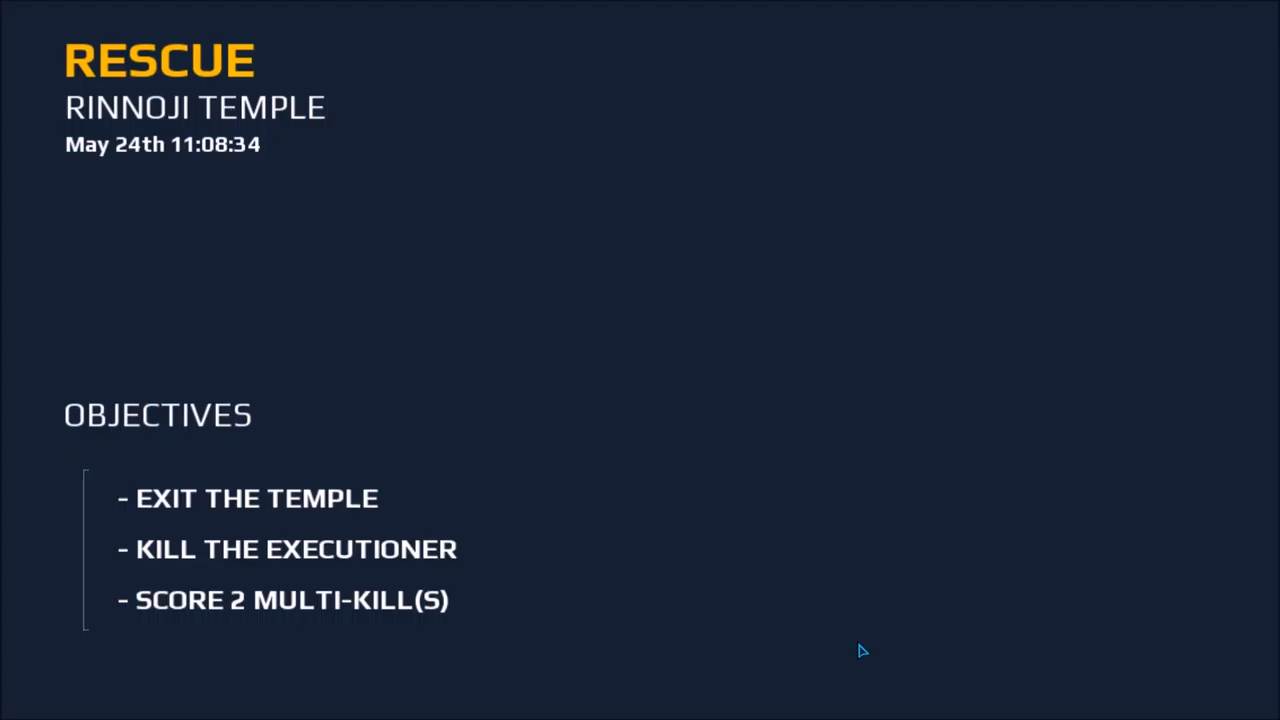 RESCUE
RINNOJI TEMPLE
May 24th 11:08:34
OBJECTIVES
- EXIT THE TEMPLE
- KILL THE EXECUTIONER
- SCORE 2 MULTI-KILL(S)